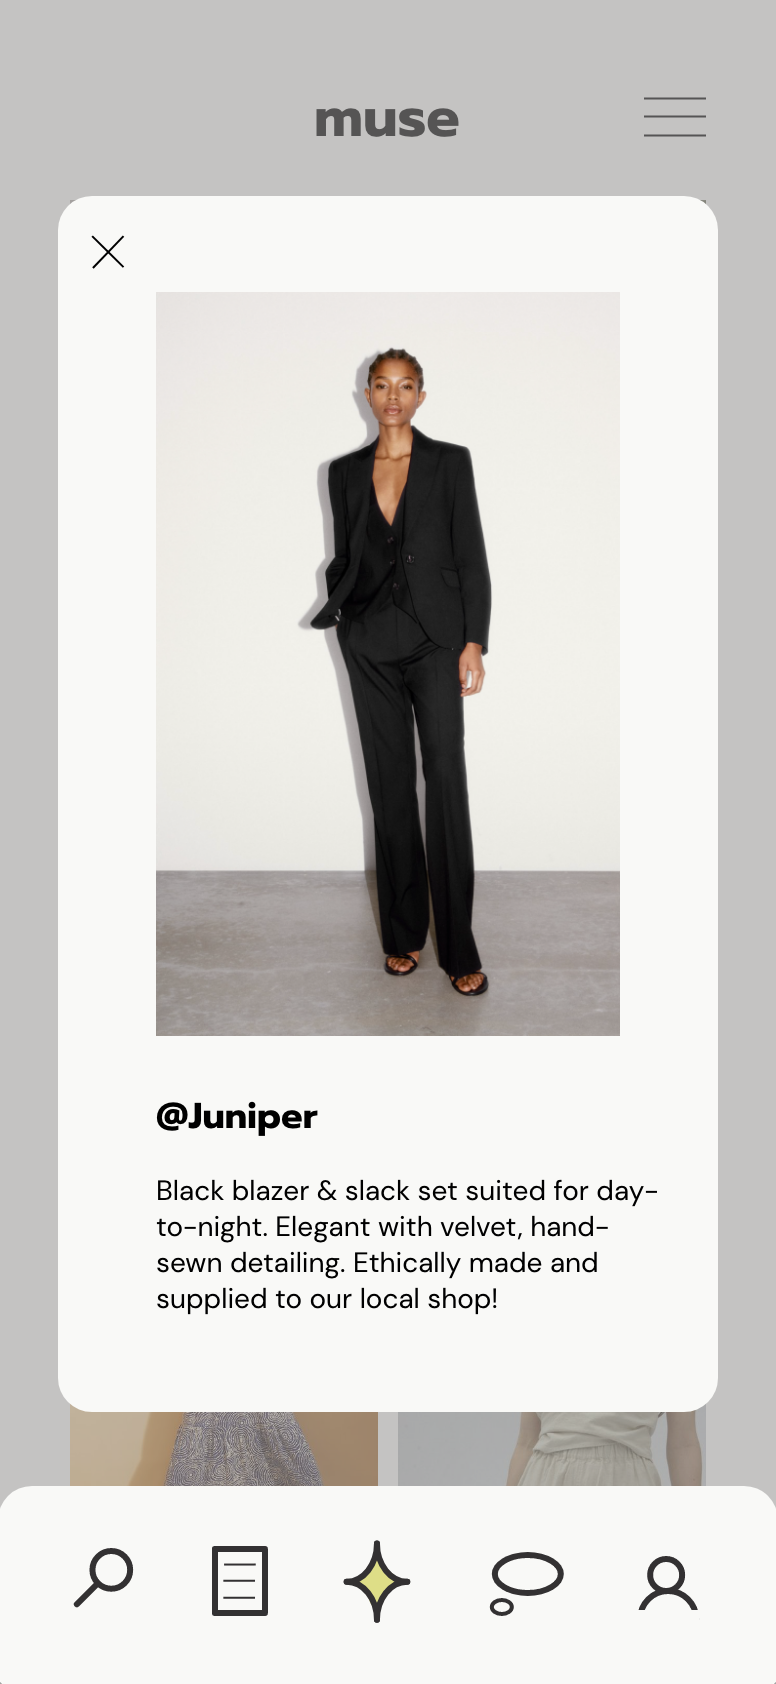 muse
@Juniper
Black blazer & slack set suited for day-
to-night. Elegant with velvet, hand-
sewn detailing. Ethically made and
supplied to our local shop!